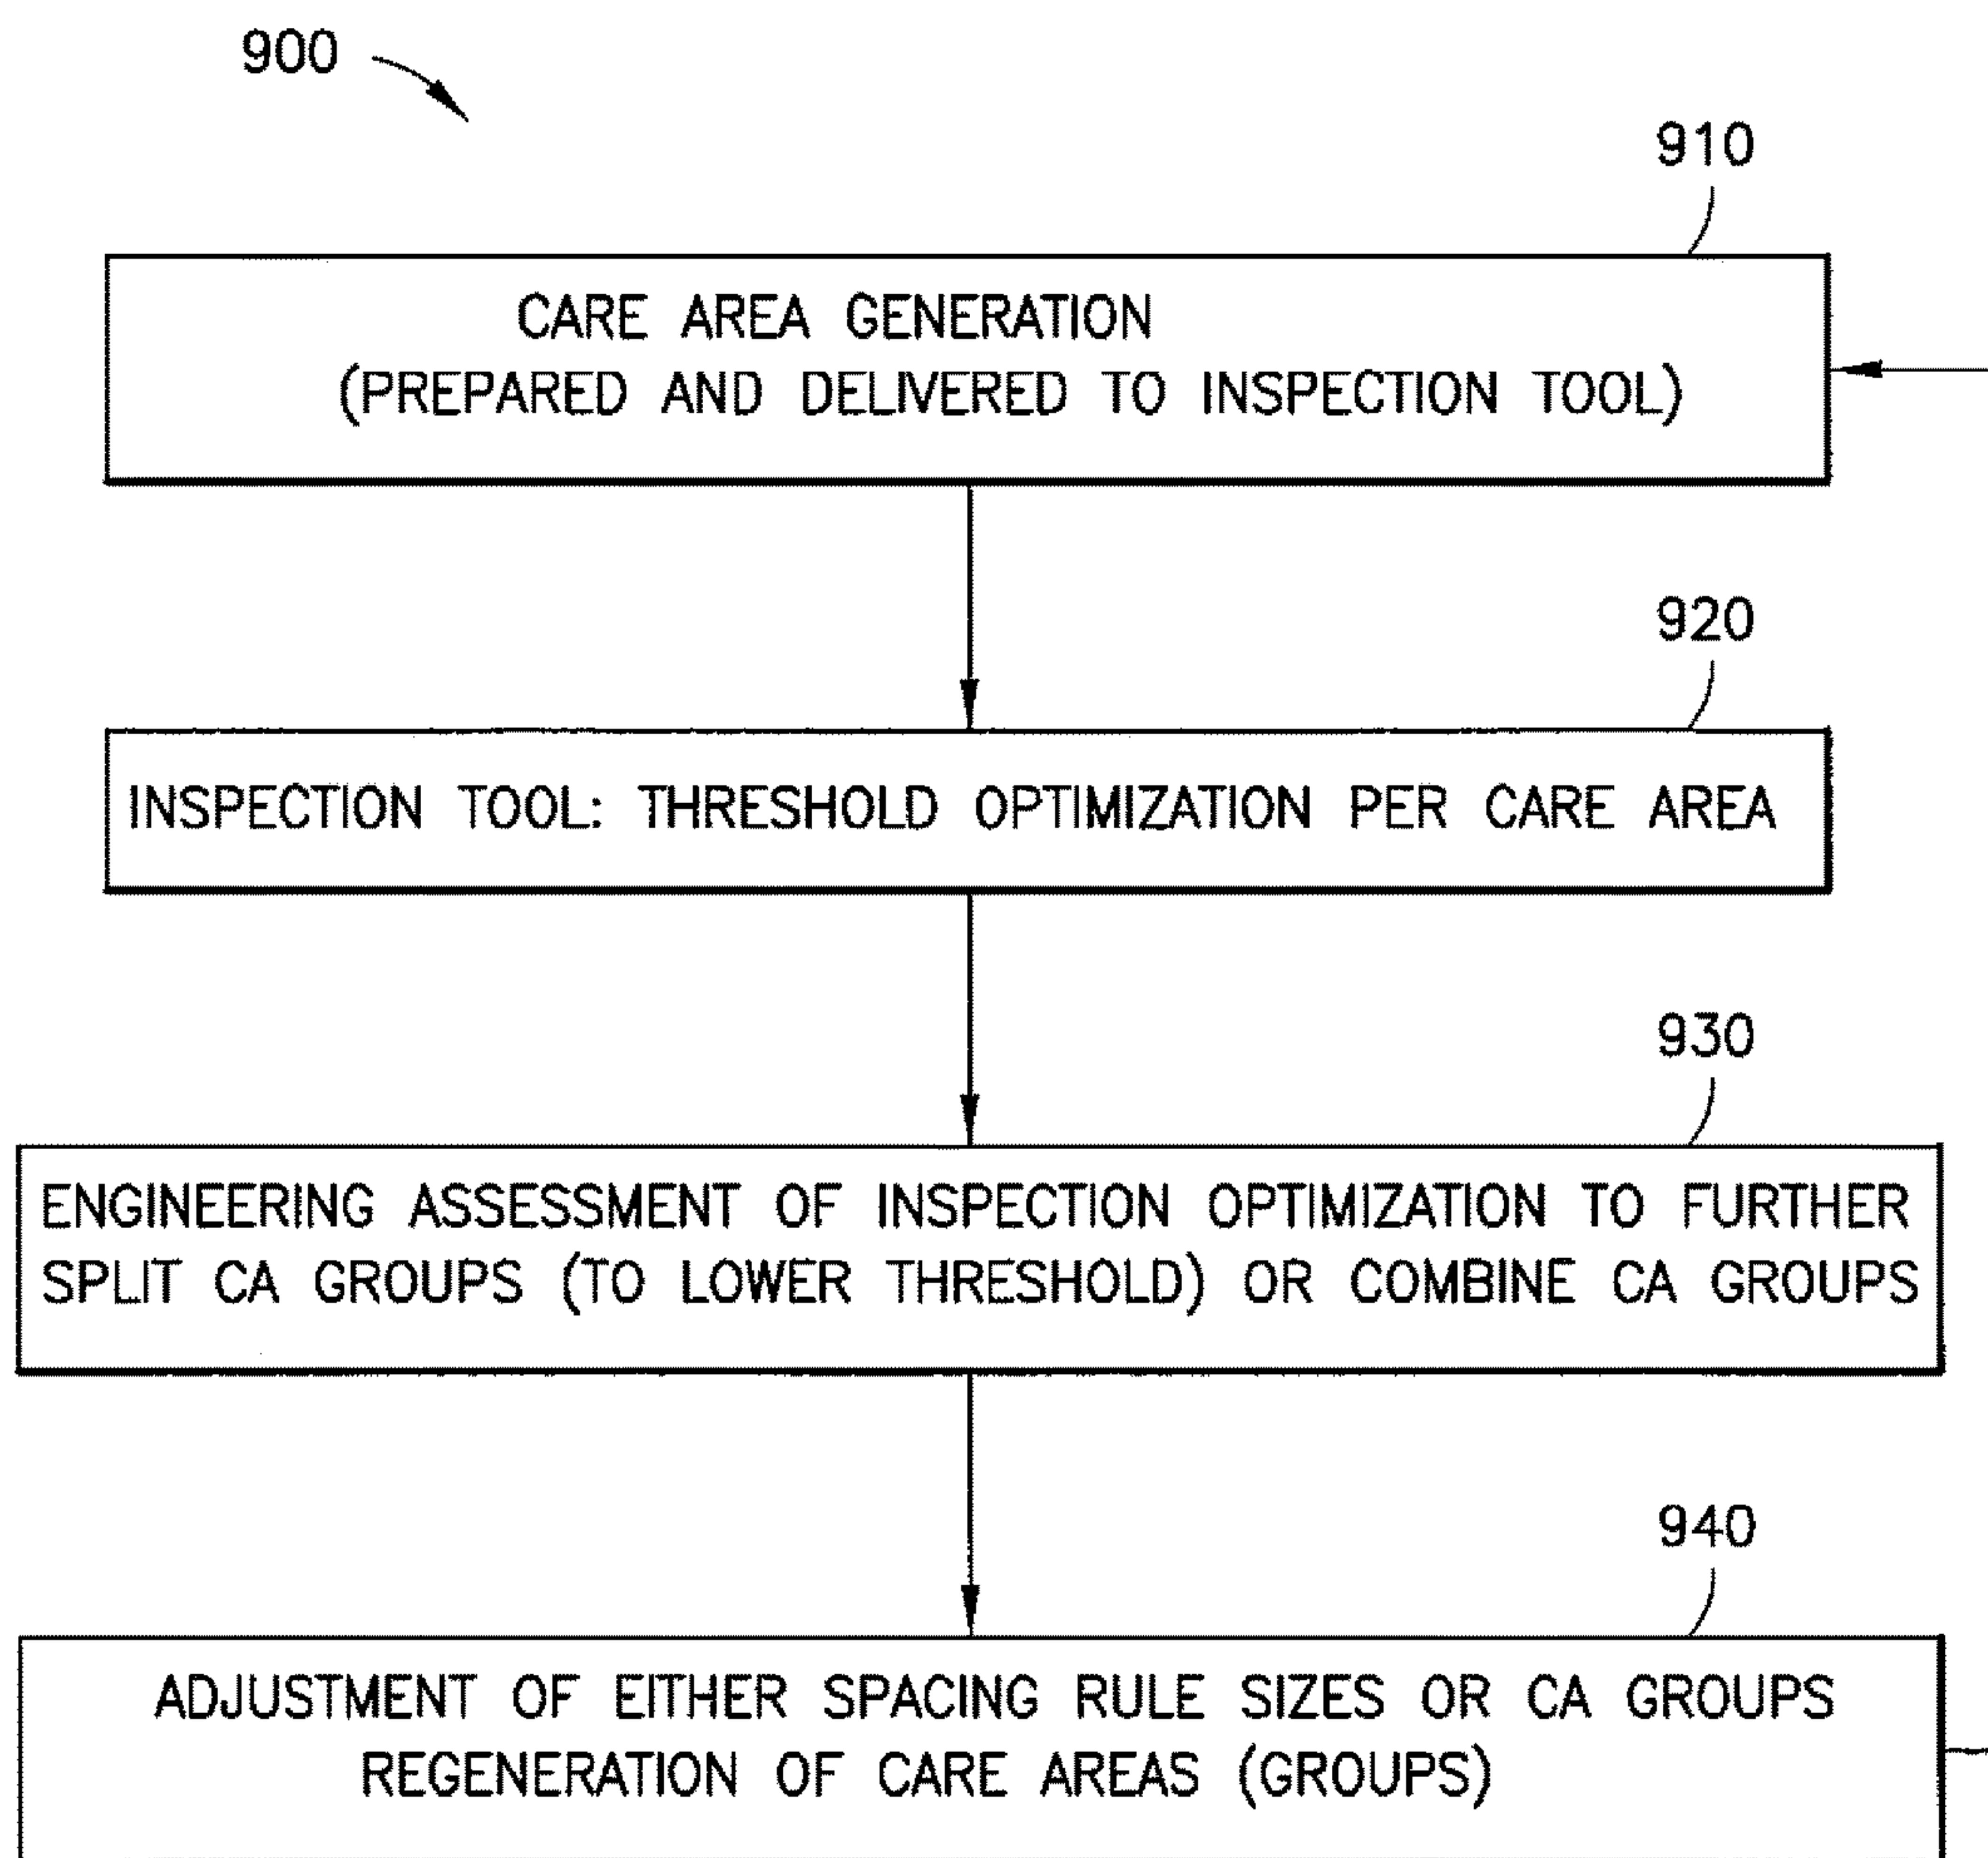 900
910
CARE AREA GENERATION
(PREPARED AND DELIVERED TO INSPECTION TOOL)
920
INSPECTION TOOL: THRESHOLD OPTIMIZATION PER CARE AREA
930
ENGINEERING ASSESSMENT OF INSPECTION OPTIMIZATION TO FURTHER
SPLIT CA GROUPS (TO LOWER THRESHOLD) OR COMBINE CA GROUPS
940
ADJUSTMENT OF EITHER SPACING RULE SIZES OR CA GROUPS
REGENERATION OF CARE AREAS (GROUPS)